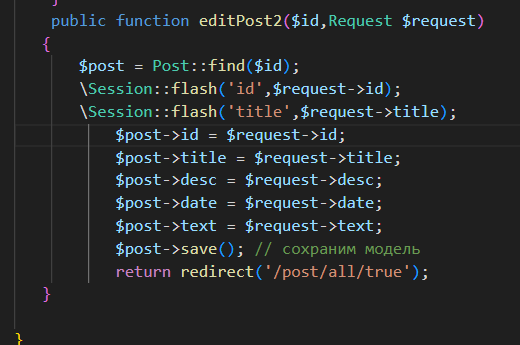 }
public function editPost2($id,Request $request)
{
$post = Post::find($id);
\Session::flash('id',$request->id);
\Session::flash('title',$request->title);
$post->id = $request->id;
$post->title = $request->title;
$post->desc = $request->desc;
$post->date = $request->date;
$post->text = $request->text;
$post->save(); // сохраним модель
return redirect('/post/all/true');
}
}